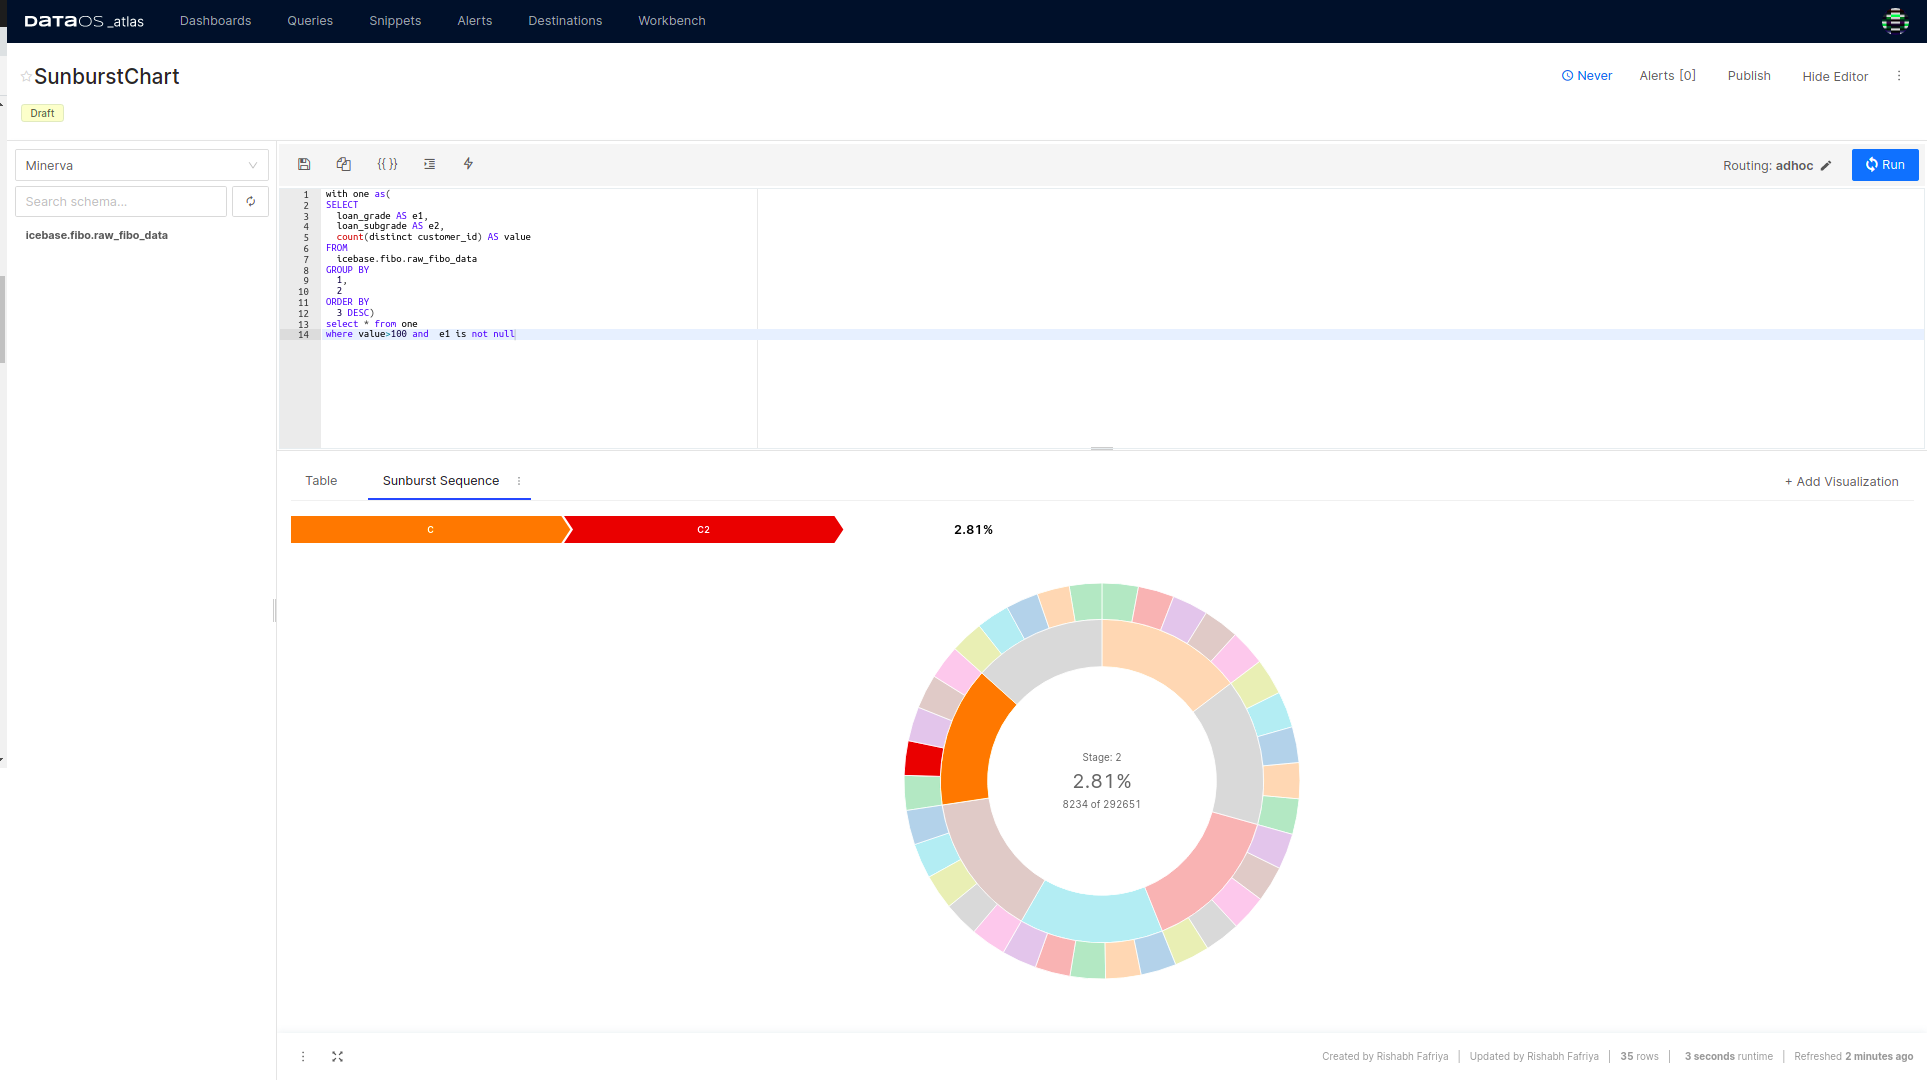 DATAOS _atlas Dashboards Queries Snippets Alerts Destinations Workbench
SunburstChart
Never Alerts [0] Publish Hide Editor
Draft
Minerva
Search schema...
icebase.fibo.raw_fibo_data
{{ }}
Routing: adhoc Run
1 with one as(
2 SELECT
3 loan_grade AS e1,
4 loan_subgrade AS e2,
5 count(distinct customer_id) AS value
6 FROM
7 icebase.fibo.raw_fibo_data
8 GROUP BY
9 1,
10 2
11 ORDER BY
12 3 DESC)
13 select * from one
14 where value>100 and e1 is not null
Table Sunburst Sequence + Add Visualization
C C2 2.81%
Stage: 2
2.81%
8234 of 292651
Created by Rishabh Fafriya Updated by Rishabh Fafriya 35 rows 3 seconds runtime Refreshed 2 minutes ago